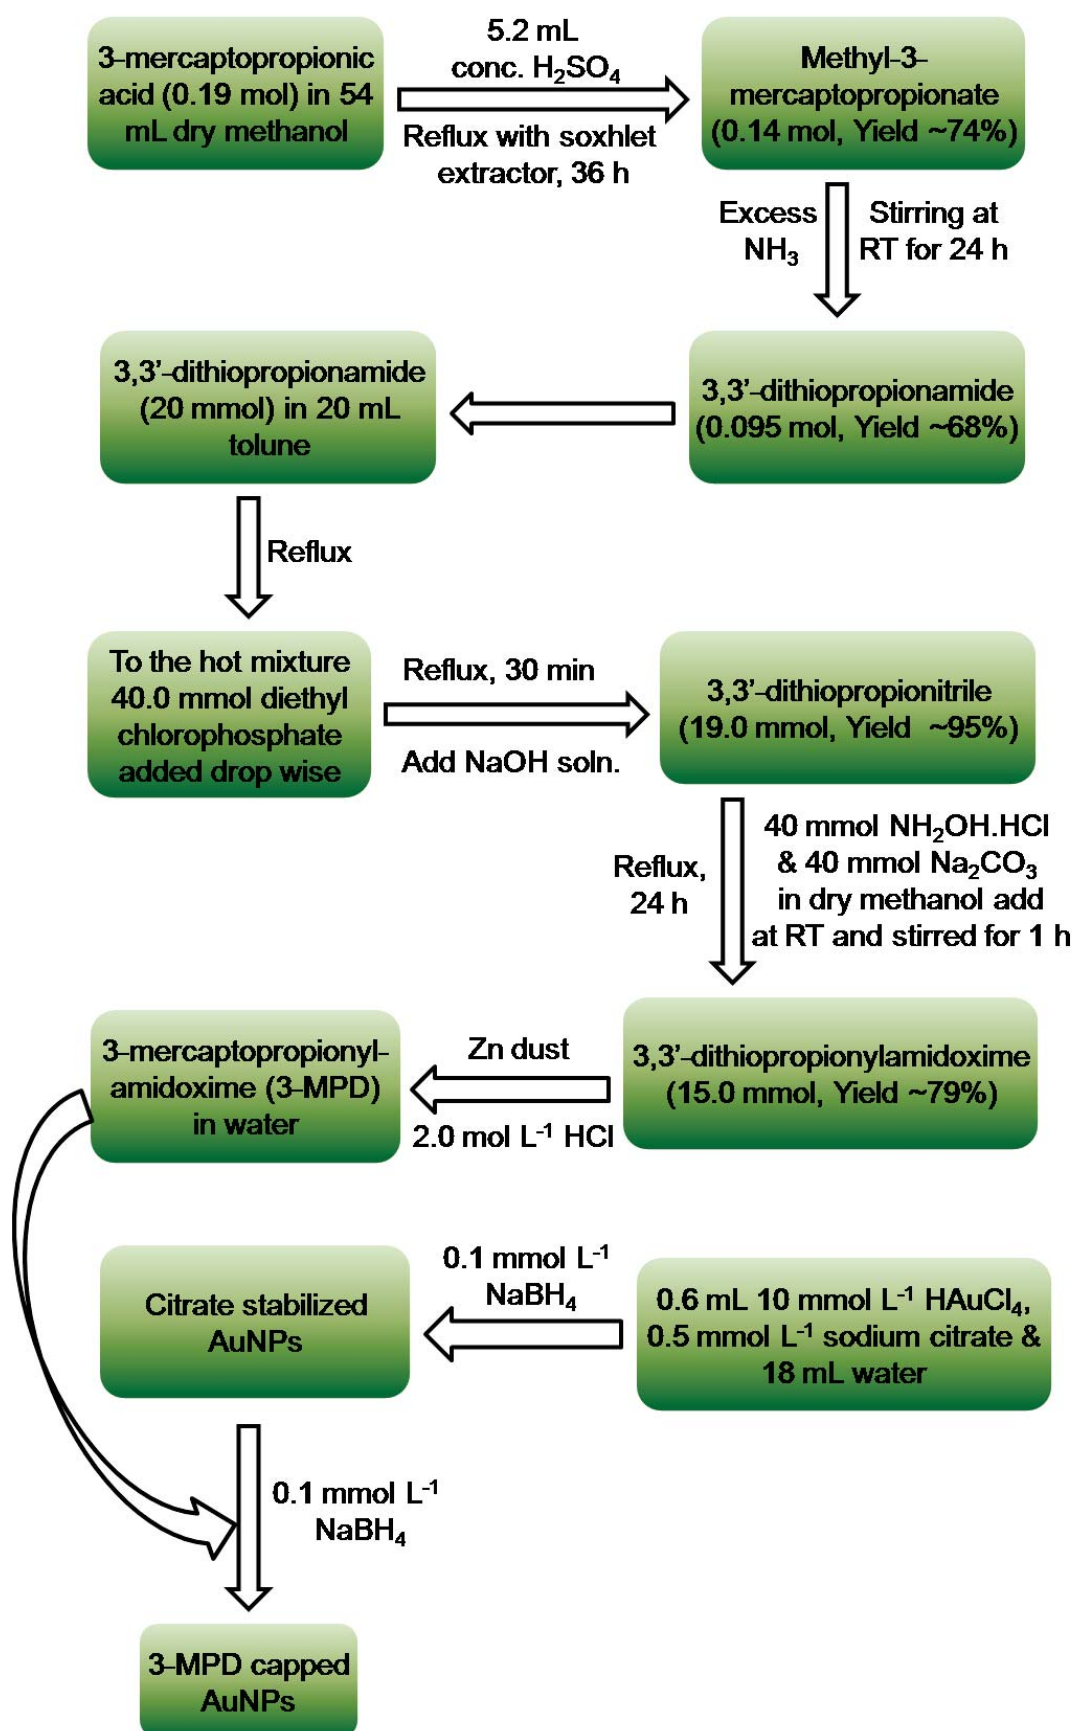 3-mercaptopropionic
acid (0.19 mol) in 54
mL dry methanol
5.2 mL
conc. H₂SO₄
Reflux with soxhlet
extractor, 36 h
Methyl-3-
mercaptopropionate
(0.14 mol, Yield ~74%)
Excess
NH₃
Stirring at
RT for 24 h
3,3’-dithiopropionamide
(0.095 mol, Yield ~68%)
3,3’-dithiopropionamide
(20 mmol) in 20 mL
tolune
Reflux
To the hot mixture
40.0 mmol diethyl
chlorophosphate
added drop wise
Reflux, 30 min
Add NaOH soln.
3,3’-dithiopropionitrile
(19.0 mmol, Yield ~95%)
Reflux,
24 h
40 mmol NH₂OH.HCl
& 40 mmol Na₂CO₃
in dry methanol add
at RT and stirred for 1 h
3,3’-dithiopropionylamidoxime
(15.0 mmol, Yield ~79%)
Zn dust
2.0 mol L⁻¹ HCl
3-mercaptopropionyl-
amidoxime (3-MPD)
in water
0.6 mL 10 mmol L⁻¹ HAuCl₄,
0.5 mmol L⁻¹ sodium citrate &
18 mL water
0.1 mmol L⁻¹
NaBH₄
Citrate stabilized
AuNPs
0.1 mmol L⁻¹
NaBH₄
3-MPD capped
AuNPs